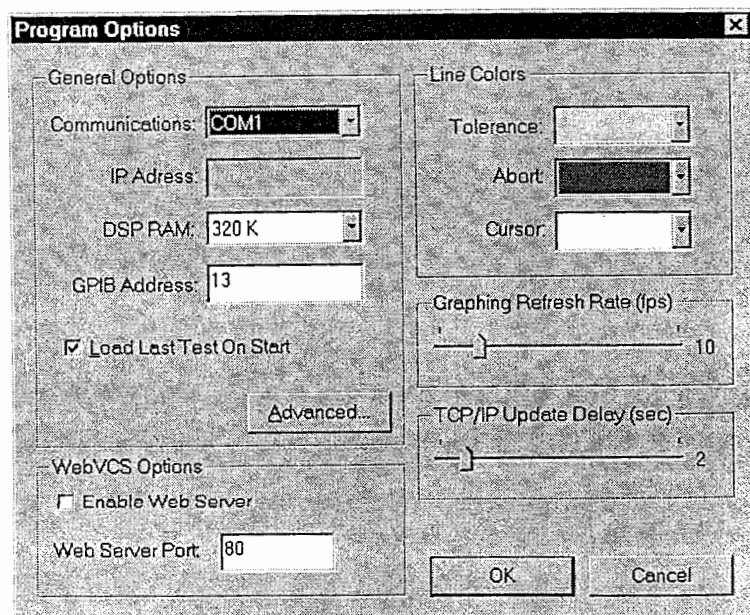 Program Options
General Options
Communications: COM1
IP Adress:
DSP RAM: 320 K
GPIB Address: 13
Load Last Test On Start
Advanced...
WebVCS Options
Enable Web Server
Web Server Port: 80
Line Colors
Tolerance:
Abort:
Cursor:
Graphing Refresh Rate (fps)
10
TCP/IP Update Delay (sec)
2
OK
Cancel